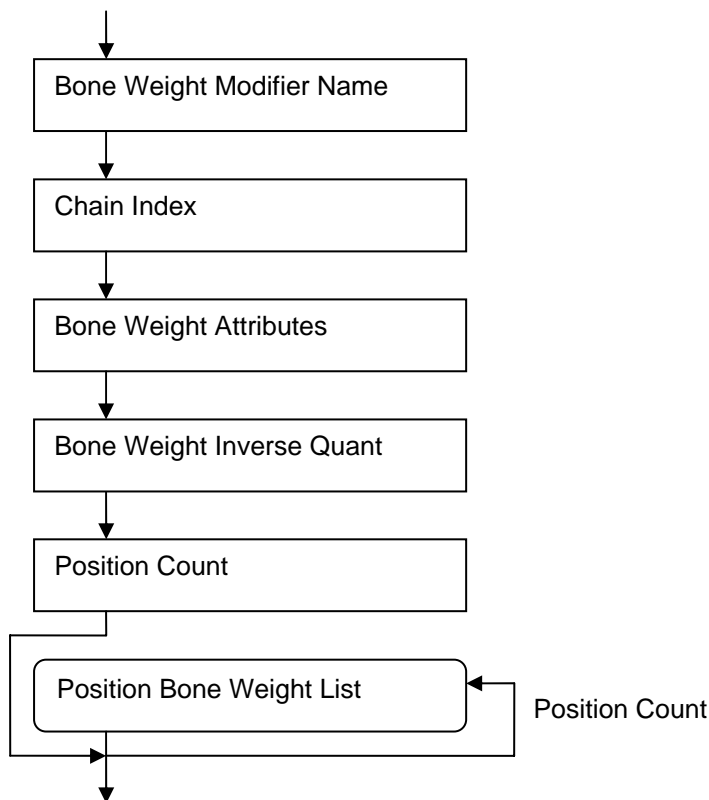 Bone Weight Modifier Name
Chain Index
Bone Weight Attributes
Bone Weight Inverse Quant
Position Count
Position Bone Weight List
Position Count